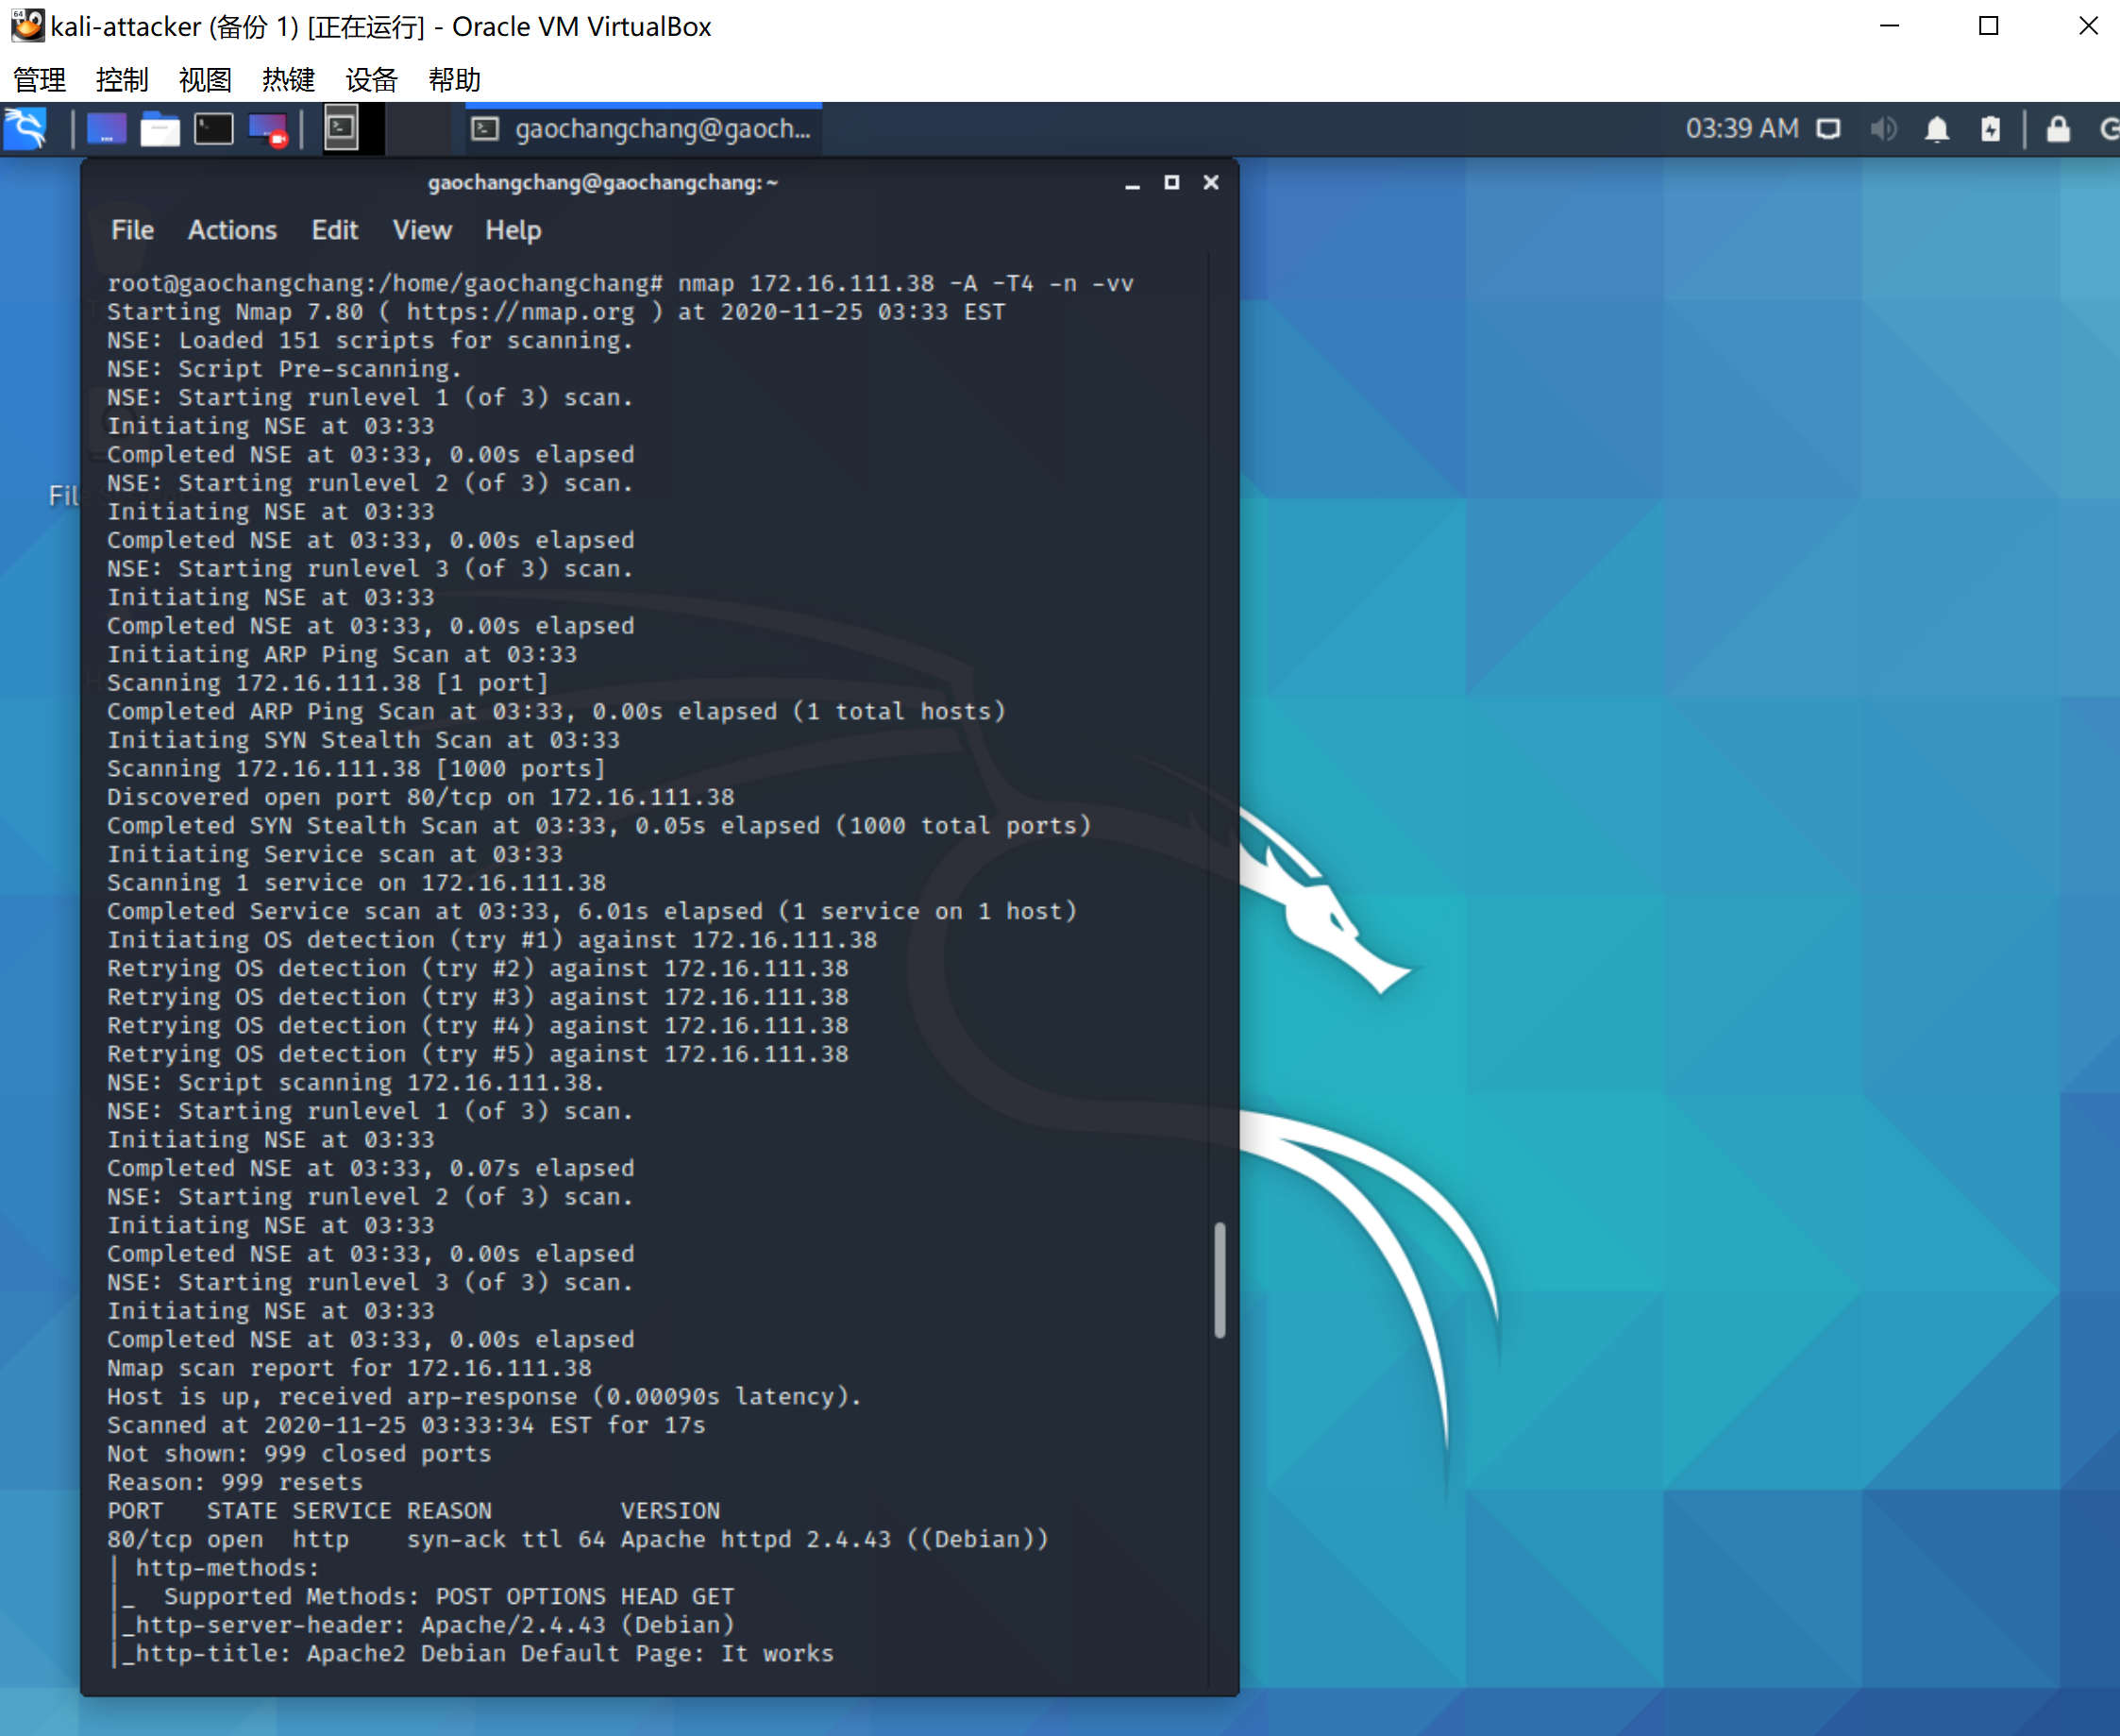 kali-attacker (备份 1) [正在运行] - Oracle VM VirtualBox
管理 控制 视图 热键 设备 帮助
gaochangchang@gaoch... 03:39 AM
gaochangchang@gaochangchang:~
File Actions Edit View Help
root@gaochangchang:/home/gaochangchang# nmap 172.16.111.38 -A -T4 -n -vv
Starting Nmap 7.80 ( https://nmap.org ) at 2020-11-25 03:33 EST
NSE: Loaded 151 scripts for scanning.
NSE: Script Pre-scanning.
NSE: Starting runlevel 1 (of 3) scan.
Initiating NSE at 03:33
Completed NSE at 03:33, 0.00s elapsed
NSE: Starting runlevel 2 (of 3) scan.
Initiating NSE at 03:33
Completed NSE at 03:33, 0.00s elapsed
NSE: Starting runlevel 3 (of 3) scan.
Initiating NSE at 03:33
Completed NSE at 03:33, 0.00s elapsed
Initiating ARP Ping Scan at 03:33
Scanning 172.16.111.38 [1 port]
Completed ARP Ping Scan at 03:33, 0.00s elapsed (1 total hosts)
Initiating SYN Stealth Scan at 03:33
Scanning 172.16.111.38 [1000 ports]
Discovered open port 80/tcp on 172.16.111.38
Completed SYN Stealth Scan at 03:33, 0.05s elapsed (1000 total ports)
Initiating Service scan at 03:33
Scanning 1 service on 172.16.111.38
Completed Service scan at 03:33, 6.01s elapsed (1 service on 1 host)
Initiating OS detection (try #1) against 172.16.111.38
Retrying OS detection (try #2) against 172.16.111.38
Retrying OS detection (try #3) against 172.16.111.38
Retrying OS detection (try #4) against 172.16.111.38
Retrying OS detection (try #5) against 172.16.111.38
NSE: Script scanning 172.16.111.38.
NSE: Starting runlevel 1 (of 3) scan.
Initiating NSE at 03:33
Completed NSE at 03:33, 0.07s elapsed
NSE: Starting runlevel 2 (of 3) scan.
Initiating NSE at 03:33
Completed NSE at 03:33, 0.00s elapsed
NSE: Starting runlevel 3 (of 3) scan.
Initiating NSE at 03:33
Completed NSE at 03:33, 0.00s elapsed
Nmap scan report for 172.16.111.38
Host is up, received arp-response (0.00090s latency).
Scanned at 2020-11-25 03:33:34 EST for 17s
Not shown: 999 closed ports
Reason: 999 resets
PORT   STATE SERVICE REASON         VERSION
80/tcp open  http    syn-ack ttl 64 Apache httpd 2.4.43 ((Debian))
| http-methods:
|_  Supported Methods: POST OPTIONS HEAD GET
|_http-server-header: Apache/2.4.43 (Debian)
|_http-title: Apache2 Debian Default Page: It works